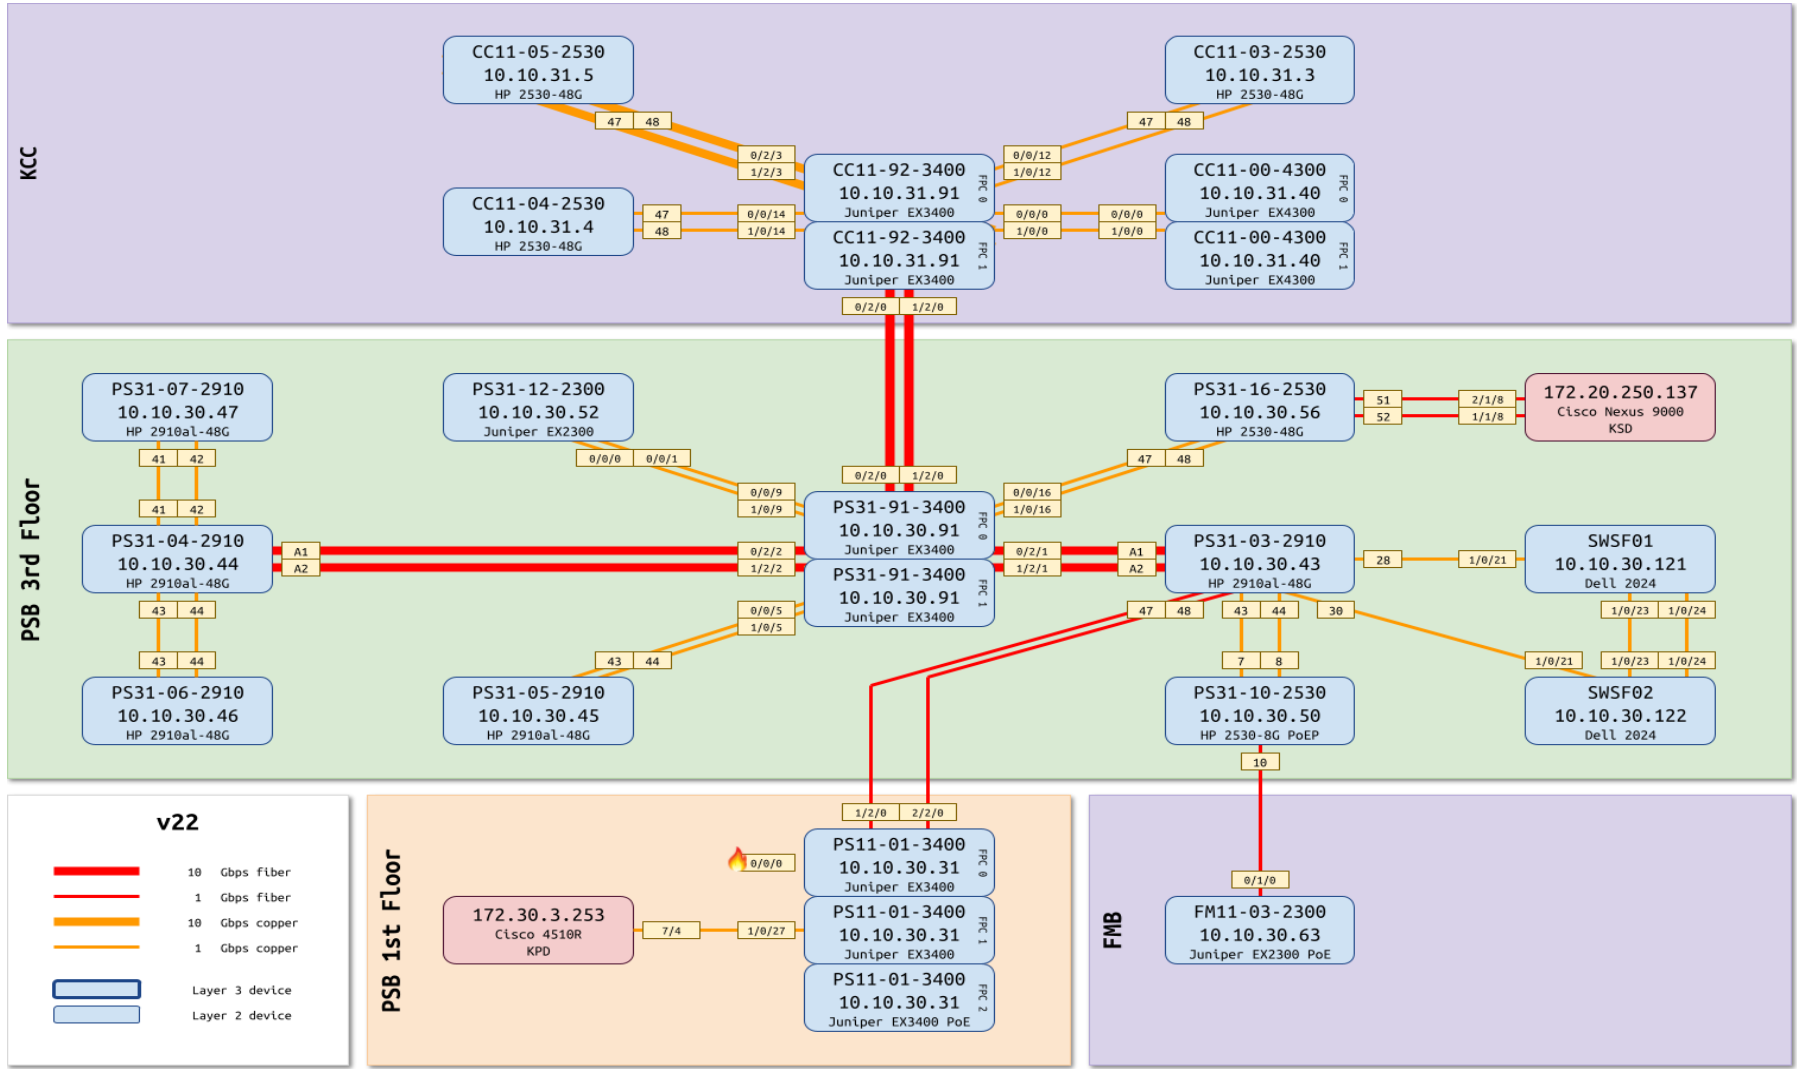 KCC
CC11-05-2530
10.10.31.5
HP 2530-48G
47
48
0/2/3
1/2/3
CC11-03-2530
10.10.31.3
HP 2530-48G
47
48
0/0/12
1/0/12
CC11-04-2530
10.10.31.4
HP 2530-48G
47
48
0/0/14
1/0/14
CC11-92-3400
10.10.31.91
Juniper EX3400
FPC 0
CC11-92-3400
10.10.31.91
Juniper EX3400
FPC 1
0/0/0
1/0/0
0/0/0
1/0/0
CC11-00-4300
10.10.31.40
Juniper EX4300
FPC 0
CC11-00-4300
10.10.31.40
Juniper EX4300
FPC 1
0/2/0
1/2/0
PSB 3rd Floor
PS31-07-2910
10.10.30.47
HP 2910al-48G
41
42
41
42
PS31-04-2910
10.10.30.44
HP 2910al-48G
A1
A2
0/2/2
1/2/2
43
44
43
44
PS31-06-2910
10.10.30.46
HP 2910al-48G
PS31-12-2300
10.10.30.52
Juniper EX2300
0/0/0
0/0/1
0/0/9
1/0/9
0/2/0
1/2/0
PS31-91-3400
10.10.30.91
Juniper EX3400
FPC 0
PS31-91-3400
10.10.30.91
Juniper EX3400
FPC 1
0/0/5
1/0/5
43
44
PS31-05-2910
10.10.30.45
HP 2910al-48G
PS31-16-2530
10.10.30.56
HP 2530-48G
51
52
2/1/8
1/1/8
172.20.250.137
Cisco Nexus 9000
KSD
47
48
0/0/16
1/0/16
0/2/1
1/2/1
A1
A2
PS31-03-2910
10.10.30.43
HP 2910al-48G
28
1/0/21
SWSF01
10.10.30.121
Dell 2024
47
48
43
44
30
1/0/23
1/0/24
7
8
1/0/21
1/0/23
1/0/24
PS31-10-2530
10.10.30.50
HP 2530-8G PoEP
SWSF02
10.10.30.122
Dell 2024
10
v22
10 Gbps fiber
1 Gbps fiber
10 Gbps copper
1 Gbps copper
Layer 3 device
Layer 2 device
PSB 1st Floor
1/2/0
2/2/0
0/0/0
PS11-01-3400
10.10.30.31
Juniper EX3400
FPC 0
172.30.3.253
Cisco 4510R
KPD
7/4
1/0/27
PS11-01-3400
10.10.30.31
Juniper EX3400
FPC 1
PS11-01-3400
10.10.30.31
Juniper EX3400 PoE
FPC 2
FMB
0/1/0
FM11-03-2300
10.10.30.63
Juniper EX2300 PoE